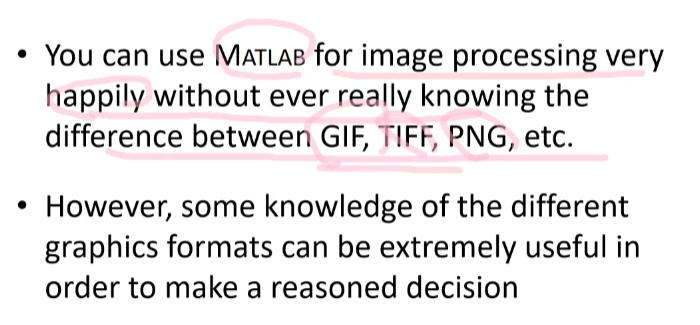 • You can use MATLAB for image processing very
happily without ever really knowing the
difference between GIF, TIFF, PNG, etc.
• However, some knowledge of the different
graphics formats can be extremely useful in
order to make a reasoned decision